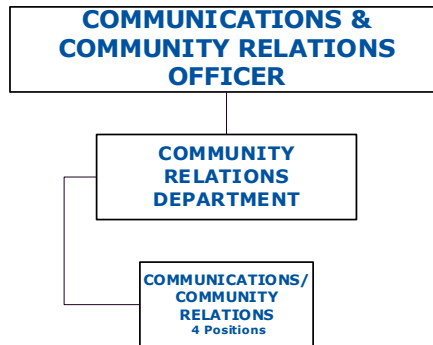 COMMUNICATIONS &
COMMUNITY RELATIONS
OFFICER
COMMUNITY
RELATIONS
DEPARTMENT
COMMUNICATIONS/
COMMUNITY
RELATIONS
4 Positions